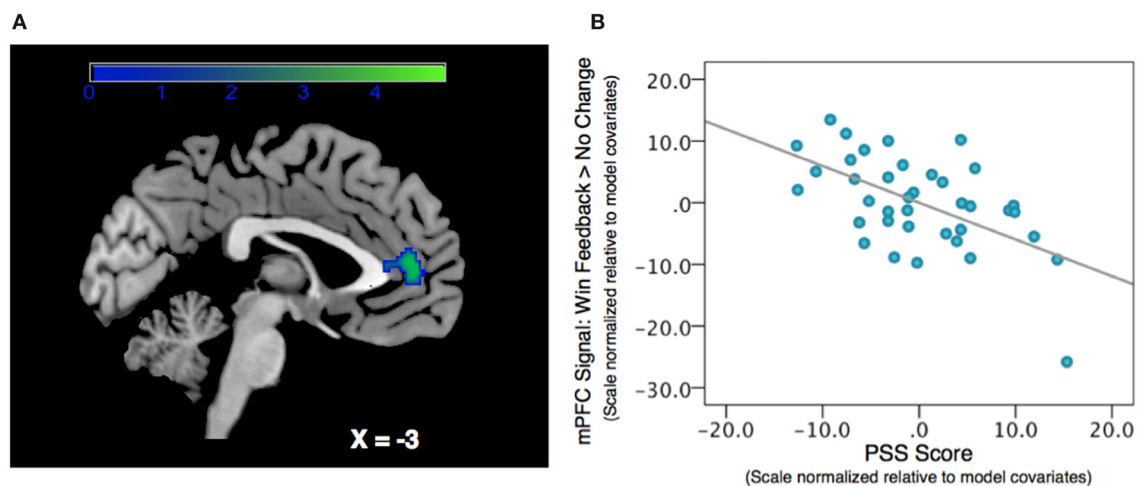 A
0 1 2 3 4
X = -3
B
mPFC Signal: Win Feedback > No Change
(Scale normalized relative to model covariates)
20.0
10.0
.0
-10.0
-20.0
-30.0
-20.0 -10.0 .0 10.0 20.0
PSS Score
(Scale normalized relative to model covariates)